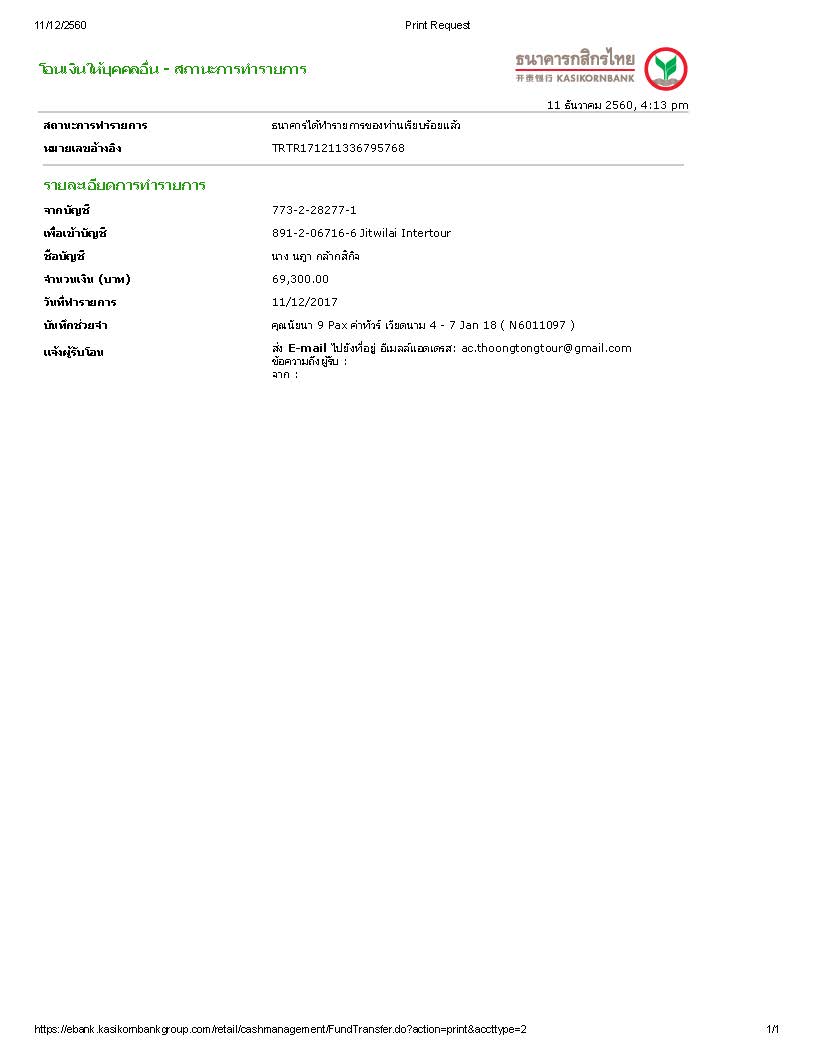 11/12/2560 Print Request
โอนเงินให้บุคคลอื่น - สถานะการทำรายการ
ธนาคารกสิกรไทย
开泰银行 KASIKORNBANK
11 ธันวาคม 2560, 4:13 pm
สถานะการทำรายการ ธนาคารได้ทำรายการของท่านเรียบร้อยแล้ว
หมายเลขอ้างอิง TRTR171211336795768
รายละเอียดการทำรายการ
จากบัญชี 773-2-28277-1
เพื่อเข้าบัญชี 891-2-06716-6 Jitwilai Intertour
ชื่อบัญชี นาง นฎา กล้ากสิกิจ
จำนวนเงิน (บาท) 69,300.00
วันที่ทำรายการ 11/12/2017
บันทึกช่วยจำ คุณนัยนา 9 Pax ค่าทัวร์ เวียดนาม 4 - 7 Jan 18 ( N6011097 )
แจ้งผู้รับโอน ส่ง E-mail ไปยังที่อยู่ อีเมลล์แอดเดรส: ac.thoongtongtour@gmail.com
ข้อความถึงผู้รับ :
จาก :
https://ebank.kasikornbankgroup.com/retail/cashmanagement/FundTransfer.do?action=print&accttype=2 1/1